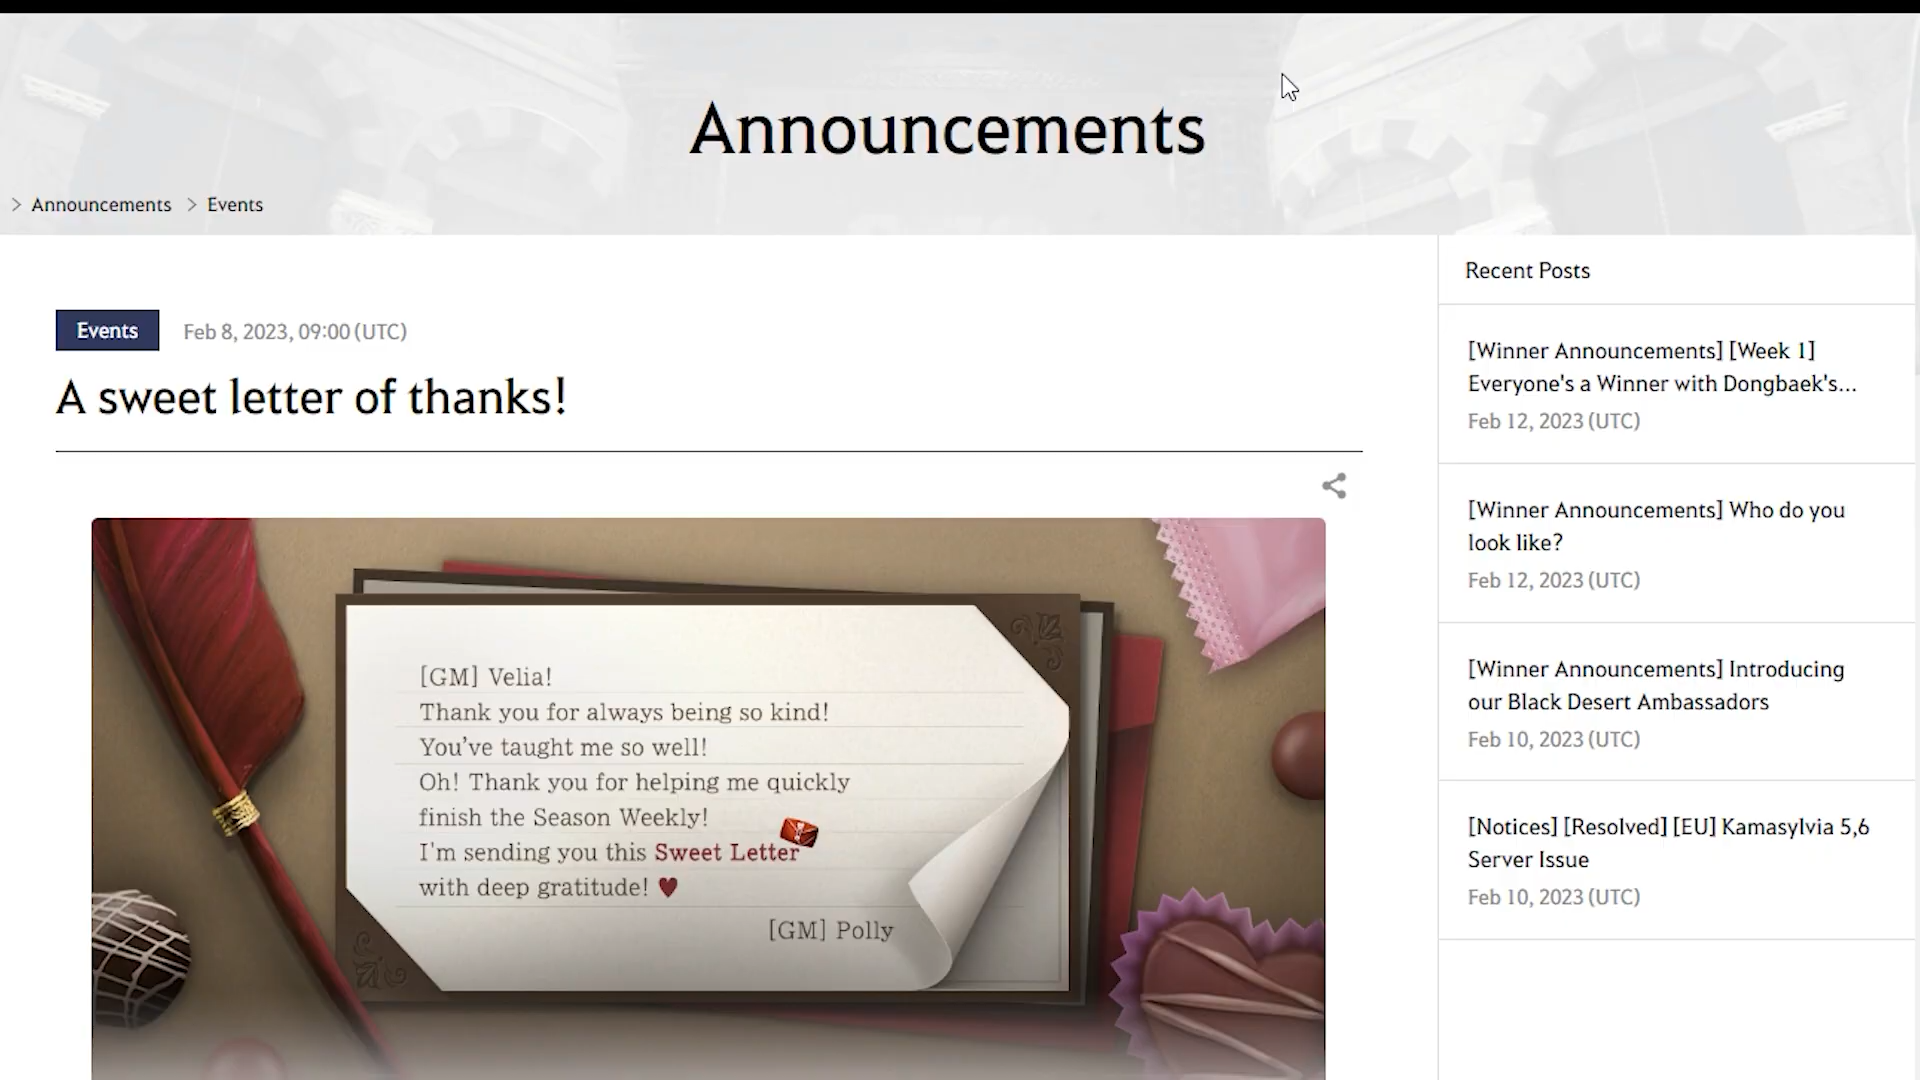 Announcements
> Announcements > Events
Events Feb 8, 2023, 09:00 (UTC)
A sweet letter of thanks!
[GM] Velia!
Thank you for always being so kind!
You've taught me so well!
Oh! Thank you for helping me quickly
finish the Season Weekly!
I'm sending you this Sweet Letter
with deep gratitude! ♥
[GM] Polly
Recent Posts
[Winner Announcements] [Week 1]
Everyone's a Winner with Dongbaek's...
Feb 12, 2023 (UTC)
[Winner Announcements] Who do you
look like?
Feb 12, 2023 (UTC)
[Winner Announcements] Introducing
our Black Desert Ambassadors
Feb 10, 2023 (UTC)
[Notices] [Resolved] [EU] Kamasylvia 5,6
Server Issue
Feb 10, 2023 (UTC)